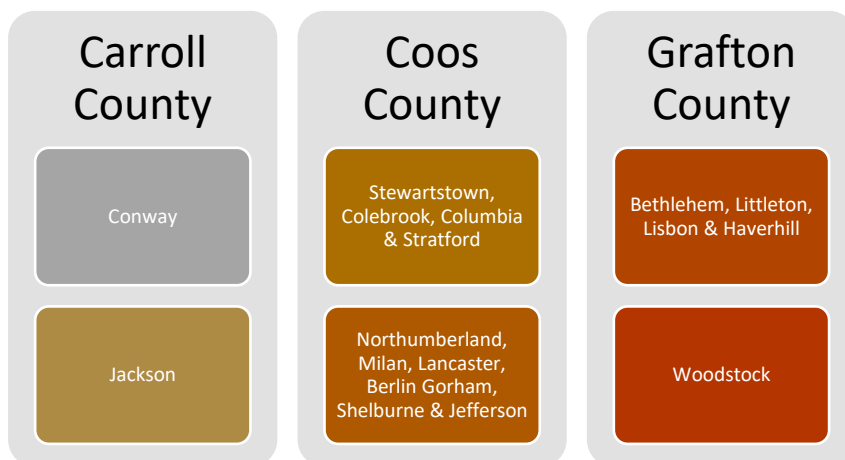 Carroll
County
Conway
Jackson
Coos
County
Stewartstown,
Colebrook, Columbia
& Stratford
Northumberland,
Milan, Lancaster,
Berlin Gorham,
Shelburne & Jefferson
Grafton
County
Bethlehem, Littleton,
Lisbon & Haverhill
Woodstock